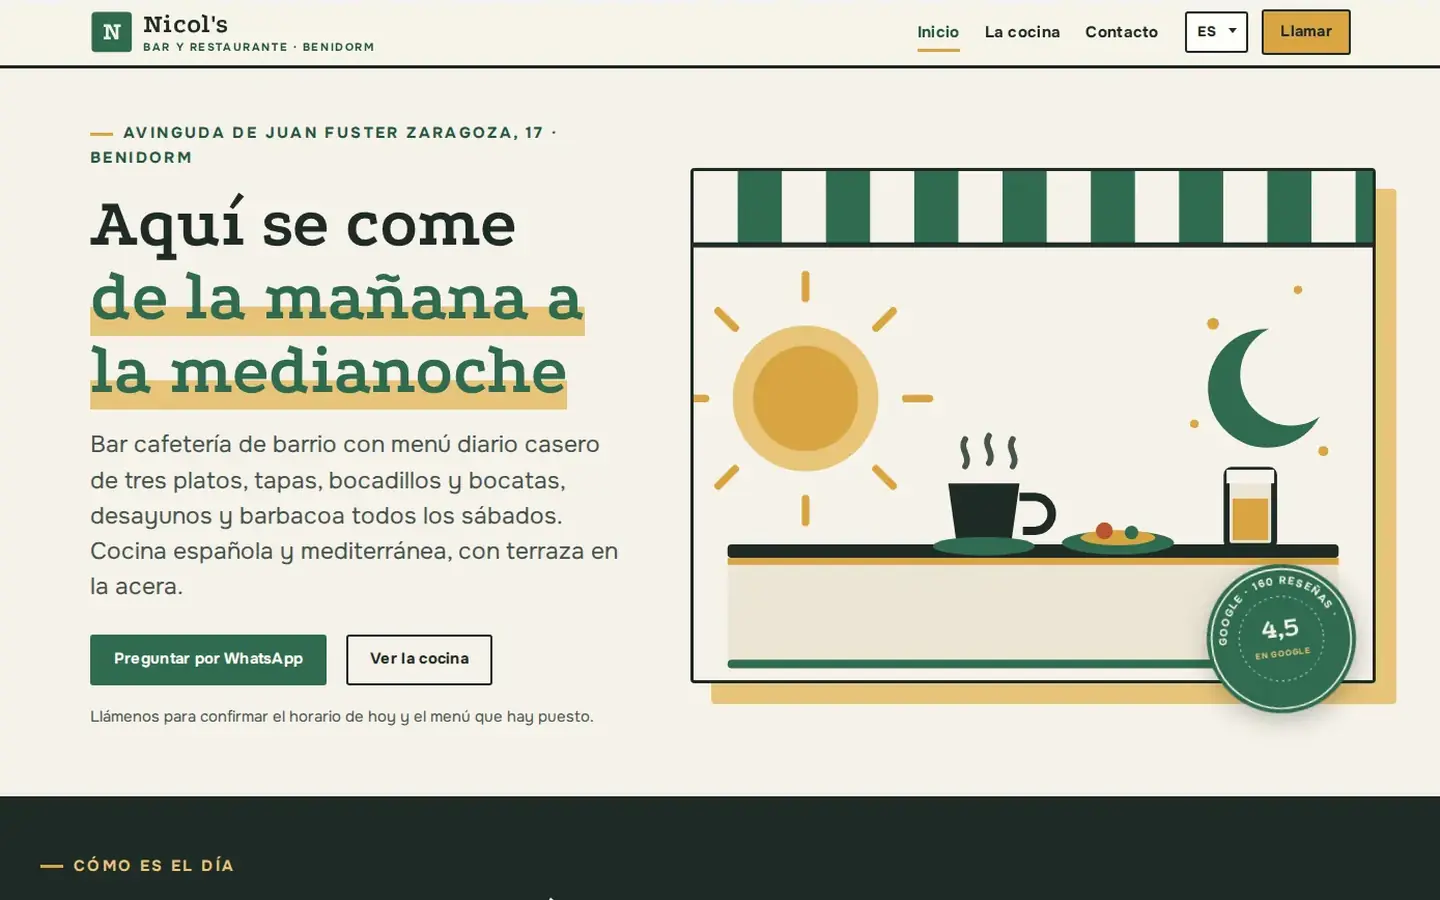 N
Nicol's
BAR Y RESTAURANTE · BENIDORM
Inicio
La cocina
Contacto
ES
Llamar
AVINGUDA DE JUAN FUSTER ZARAGOZA, 17 ·
BENIDORM
Aquí se come
de la mañana a
la medianoche
Bar cafetería de barrio con menú diario casero
de tres platos, tapas, bocadillos y bocatas,
desayunos y barbacoa todos los sábados.
Cocina española y mediterránea, con terraza en
la acera.
Preguntar por WhatsApp
Ver la cocina
Llámenos para confirmar el horario de hoy y el menú que hay puesto.
GOOGLE · 160 RESEÑAS ·
4,5
EN GOOGLE
CÓMO ES EL DÍA